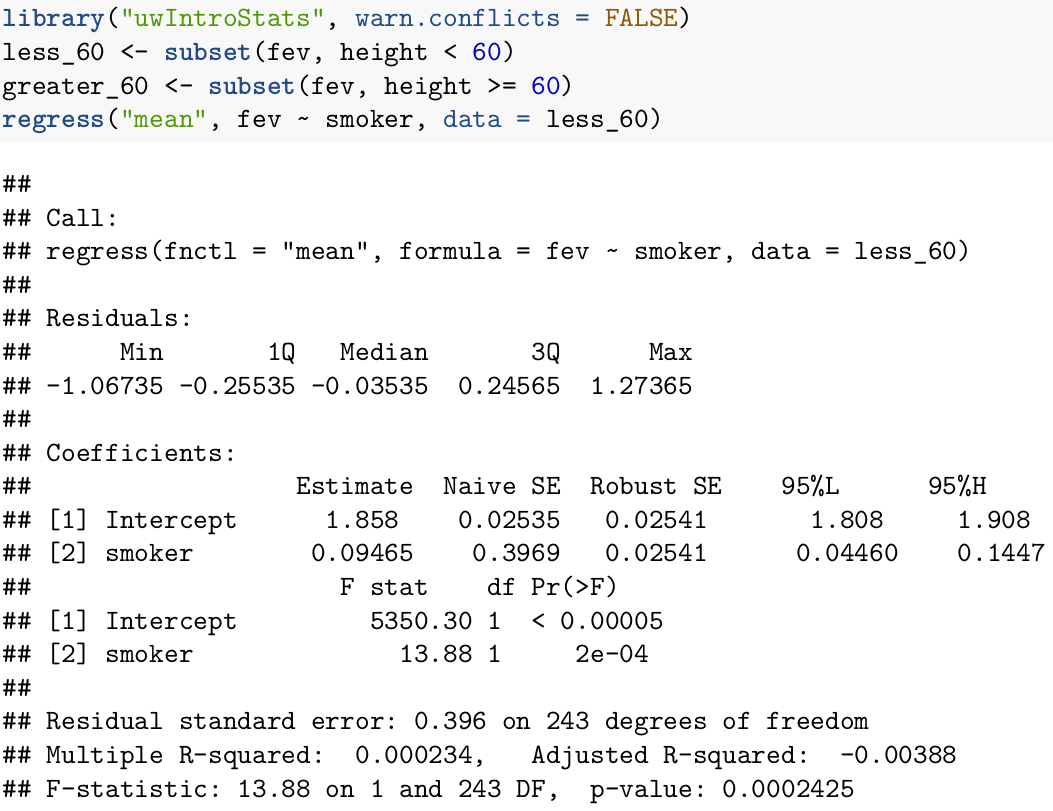 library("uwIntroStats", warn.conflicts = FALSE)
less_60 <- subset(fev, height < 60)
greater_60 <- subset(fev, height >= 60)
regress("mean", fev ~ smoker, data = less_60)
##
## Call:
## regress(fnctl = "mean", formula = fev ~ smoker, data = less_60)
##
## Residuals:
##      Min       1Q   Median       3Q      Max
## -1.06735 -0.25535 -0.03535  0.24565  1.27365
##
## Coefficients:
##                  Estimate  Naive SE  Robust SE    95%L      95%H
## [1] Intercept      1.858    0.02535   0.02541       1.808     1.908
## [2] smoker        0.09465    0.3969   0.02541      0.04460    0.1447
##                     F stat    df Pr(>F)
## [1] Intercept         5350.30 1  < 0.00005
## [2] smoker              13.88 1     2e-04
##
## Residual standard error: 0.396 on 243 degrees of freedom
## Multiple R-squared:  0.000234,   Adjusted R-squared:  -0.00388
## F-statistic: 13.88 on 1 and 243 DF,  p-value: 0.0002425